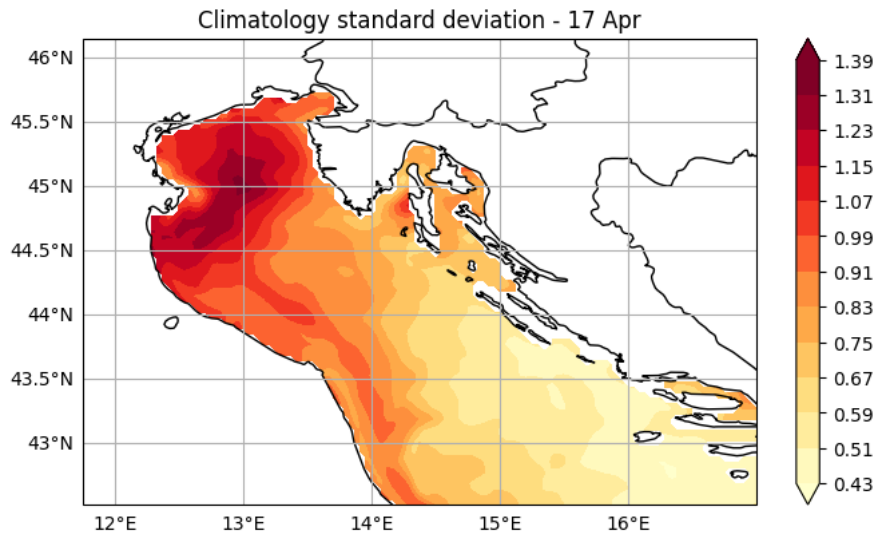 Climatology standard deviation - 17 Apr
46°N
45.5°N
45°N
44.5°N
44°N
43.5°N
43°N
12°E 13°E 14°E 15°E 16°E
1.39
1.31
1.23
1.15
1.07
0.99
0.91
0.83
0.75
0.67
0.59
0.51
0.43